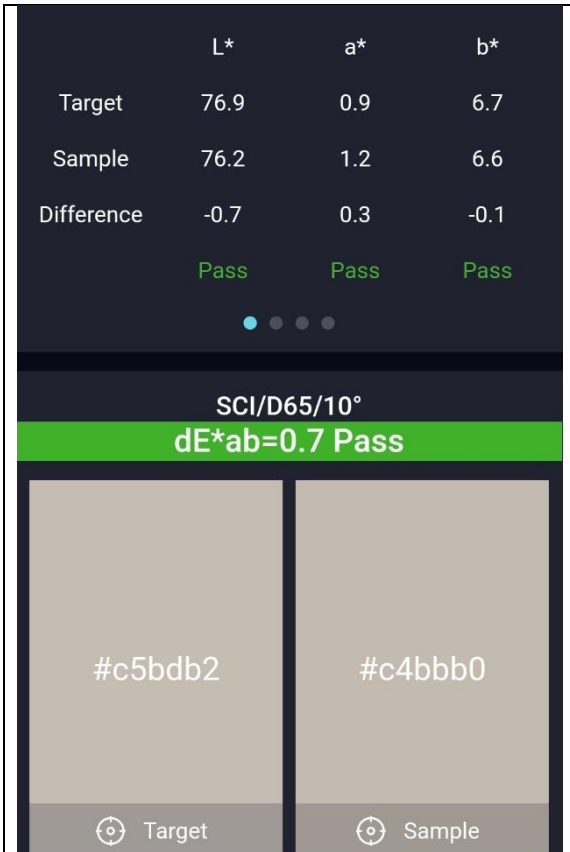 L* a* b*
Target 76.9 0.9 6.7
Sample 76.2 1.2 6.6
Difference -0.7 0.3 -0.1
Pass Pass Pass
SCI/D65/10°
dE*ab=0.7 Pass
#c5bdb2 #c4bbb0
Target Sample